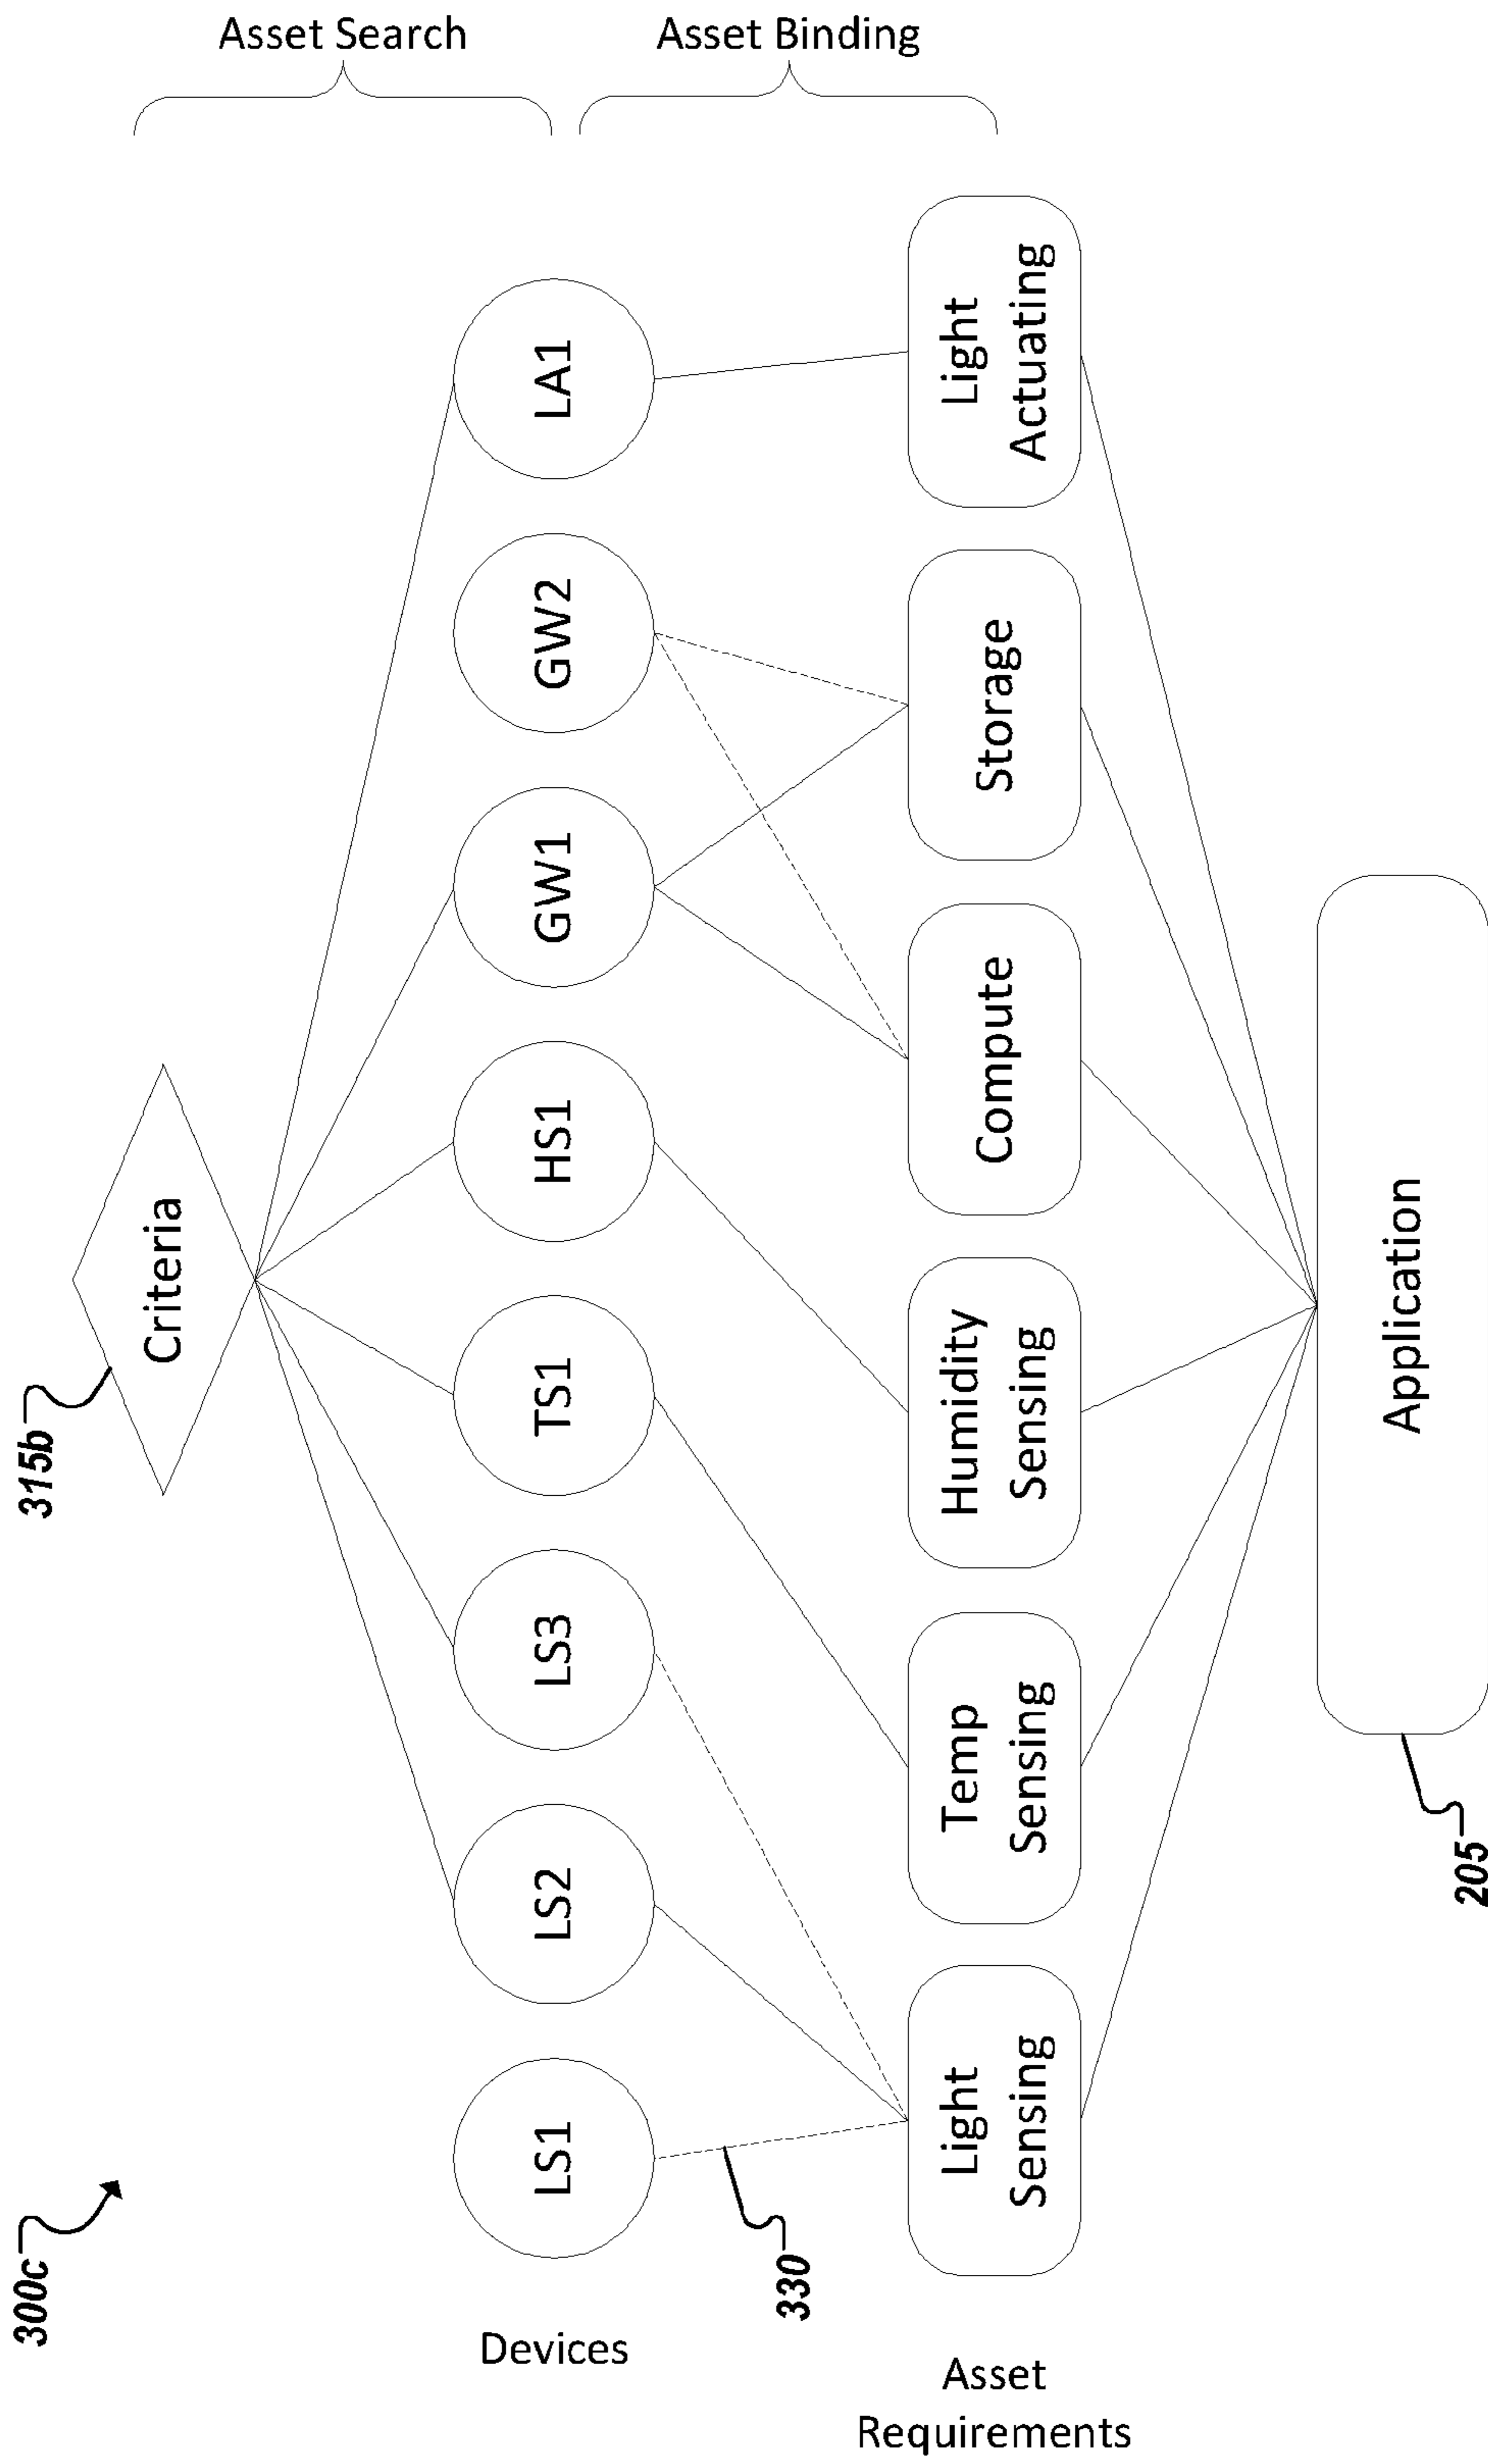 Asset Search
Asset Binding
315b
Criteria
300c
Devices
LS1
LS2
LS3
TS1
HS1
GW1
GW2
LA1
330
Asset
Requirements
Light
Sensing
Temp
Sensing
Humidity
Sensing
Compute
Storage
Light
Actuating
Application
205